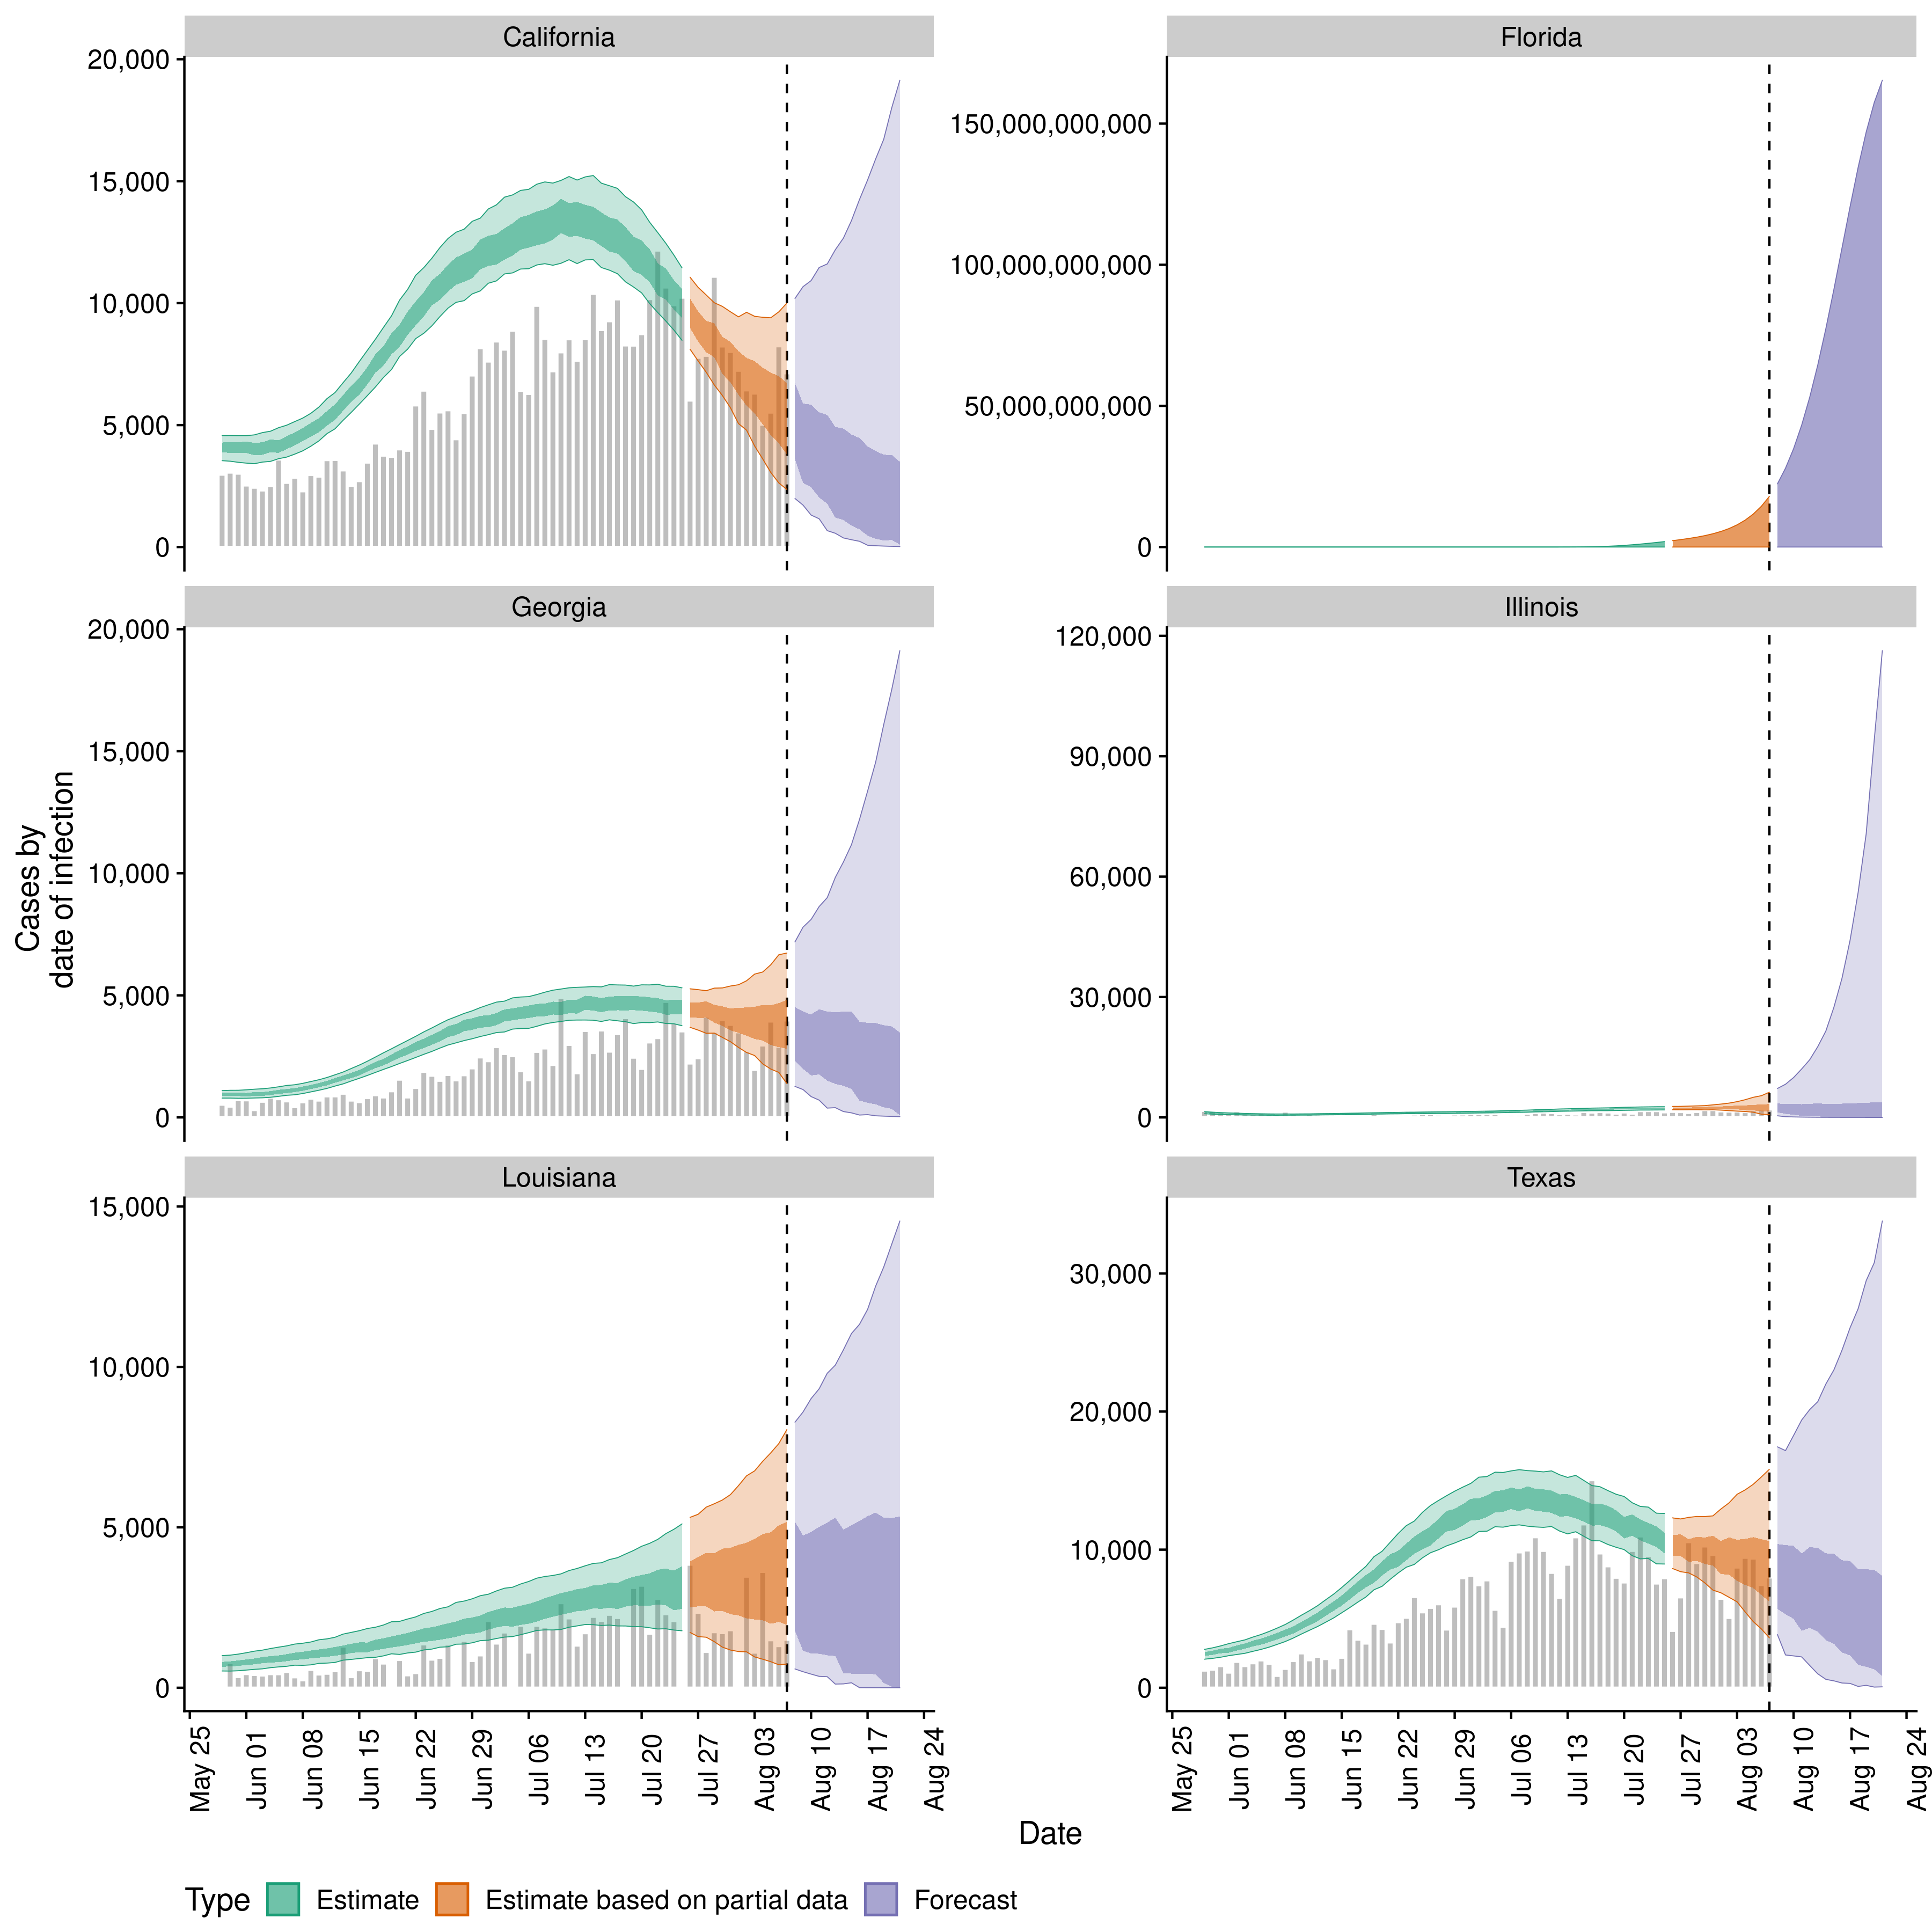 California
Florida
20,000
15,000
10,000
5,000
0
150,000,000,000
100,000,000,000
50,000,000,000
0
Georgia
Illinois
20,000
15,000
10,000
5,000
0
120,000
90,000
60,000
30,000
0
Cases by
date of infection
Louisiana
Texas
15,000
10,000
5,000
0
30,000
20,000
10,000
0
May 25
Jun 01
Jun 08
Jun 15
Jun 22
Jun 29
Jul 06
Jul 13
Jul 20
Jul 27
Aug 03
Aug 10
Aug 17
Aug 24
May 25
Jun 01
Jun 08
Jun 15
Jun 22
Jun 29
Jul 06
Jul 13
Jul 20
Jul 27
Aug 03
Aug 10
Aug 17
Aug 24
Date
Type Estimate Estimate based on partial data Forecast